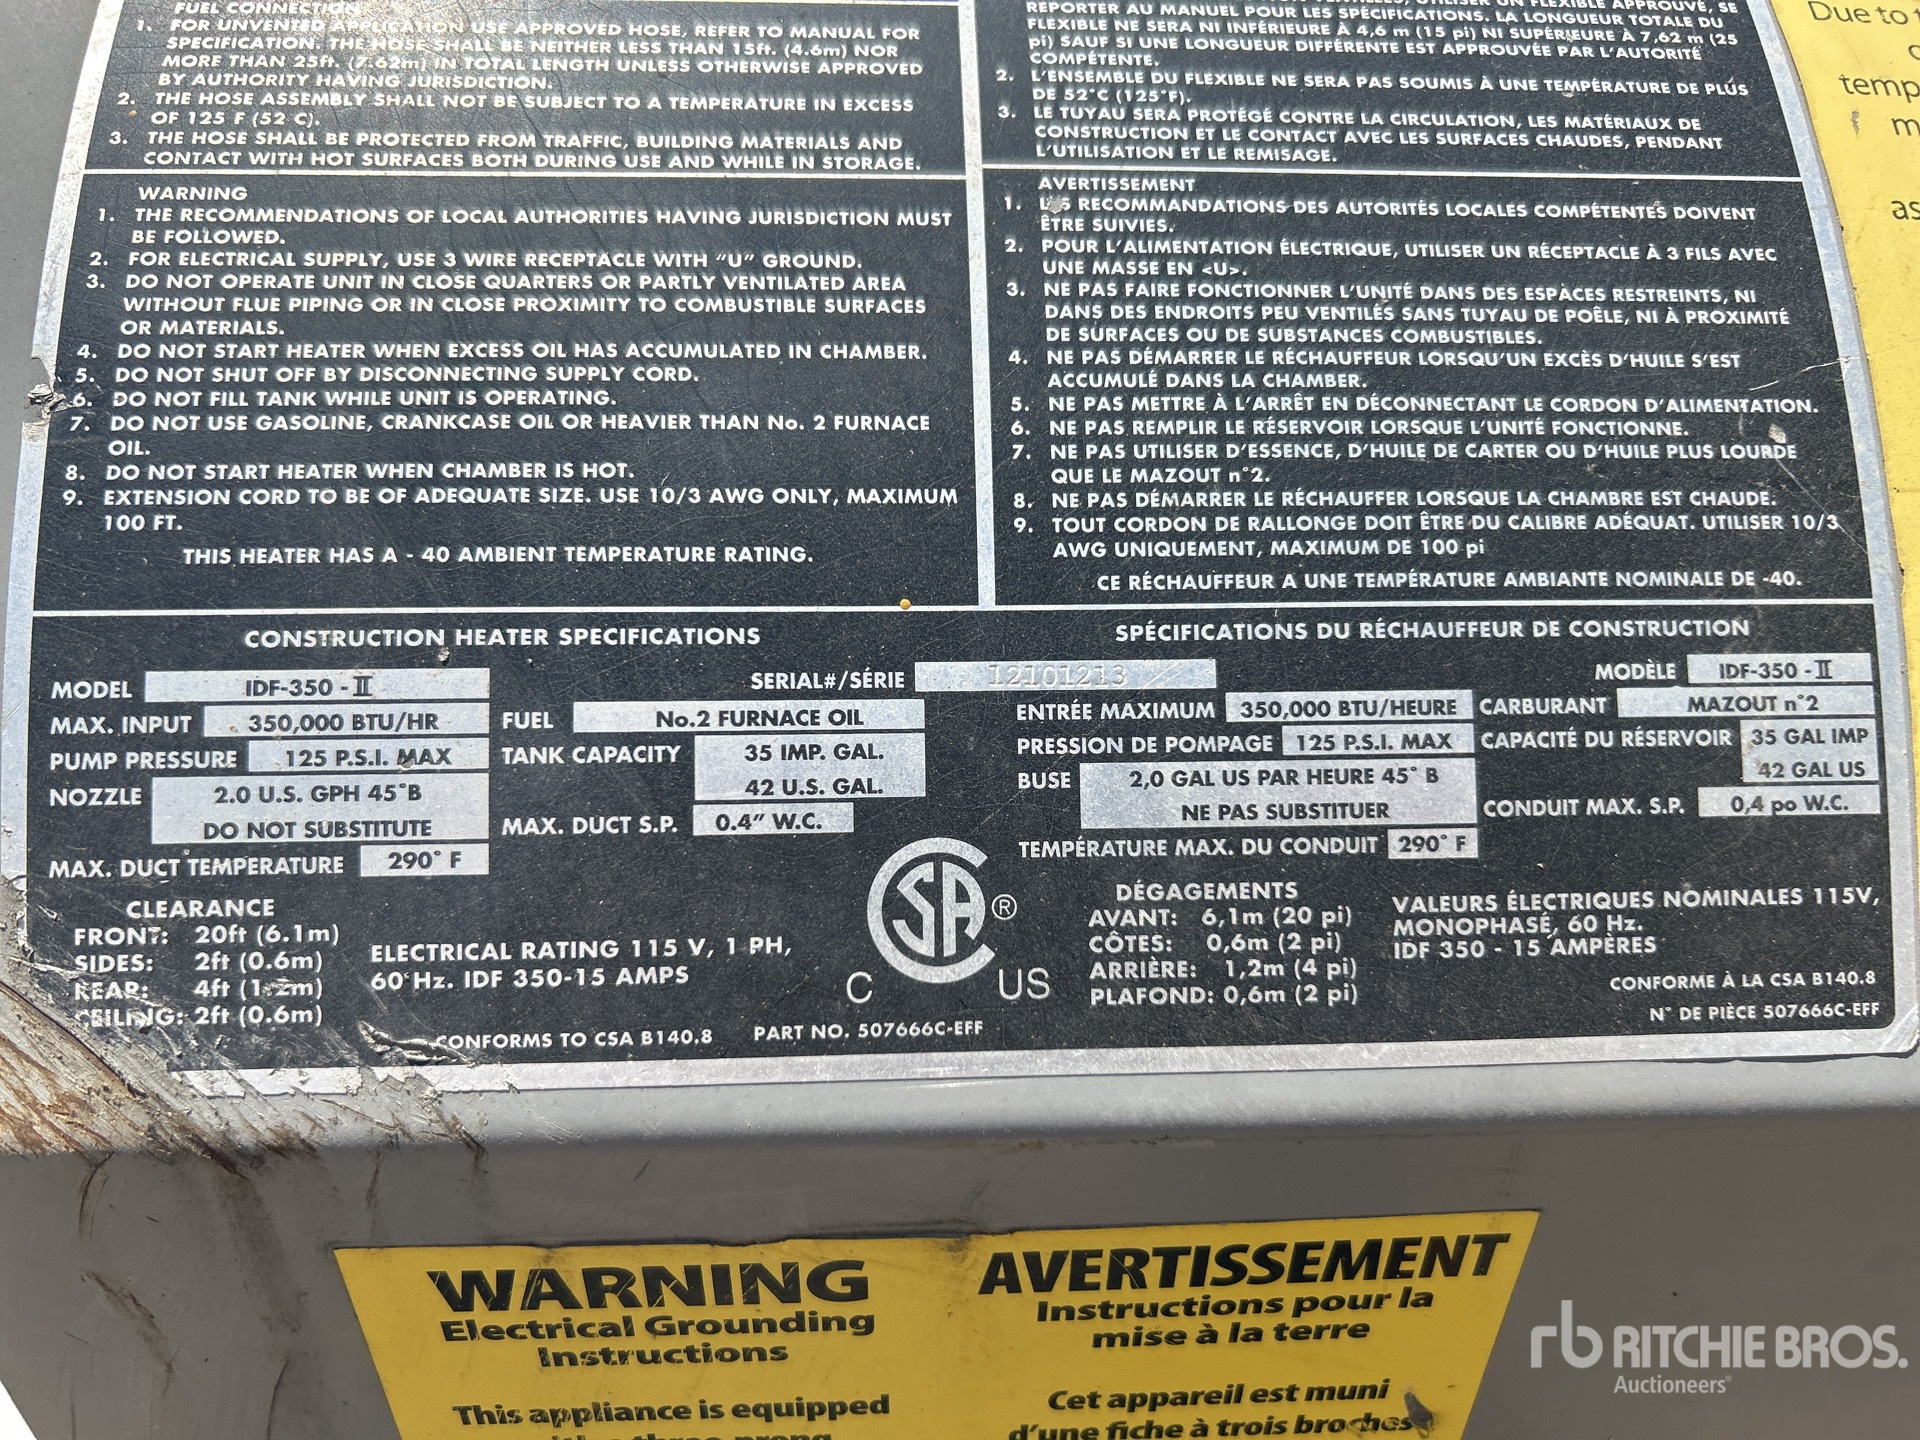 FUEL CONNECTION
1. FOR UNVENTED APPLICATION USE APPROVED HOSE, REFER TO MANUAL FOR
SPECIFICATION. THE HOSE SHALL BE NEITHER LESS THAN 15ft. (4.6m) NOR
MORE THAN 25ft. (7.62m) IN TOTAL LENGTH UNLESS OTHERWISE APPROVED
BY AUTHORITY HAVING JURISDICTION.
2. THE HOSE ASSEMBLY SHALL NOT BE SUBJECT TO A TEMPERATURE IN EXCESS
OF 125 F (52 C).
3. THE HOSE SHALL BE PROTECTED FROM TRAFFIC, BUILDING MATERIALS AND
CONTACT WITH HOT SURFACES BOTH DURING USE AND WHILE IN STORAGE.
UTILISER UN FLEXIBLE APPROUVÉ, SE
REPORTER AU MANUEL POUR LES SPÉCIFICATIONS. LA LONGUEUR TOTALE DU
FLEXIBLE NE SERA NI INFÉRIEURE À 4,6 m (15 pi) NI SUPÉRIEURE À 7,62 m (25
pi) SAUF SI UNE LONGUEUR DIFFÉRENTE EST APPROUVÉE PAR L'AUTORITÉ
COMPÉTENTE.
2. L'ENSEMBLE DU FLEXIBLE NE SERA PAS SOUMIS À UNE TEMPÉRATURE DE PLUS
DE 52°C (125°F).
3. LE TUYAU SERA PROTÉGÉ CONTRE LA CIRCULATION, LES MATÉRIAUX DE
CONSTRUCTION ET LE CONTACT AVEC LES SURFACES CHAUDES, PENDANT
L'UTILISATION ET LE REMISAGE.
WARNING
1. THE RECOMMENDATIONS OF LOCAL AUTHORITIES HAVING JURISDICTION MUST
BE FOLLOWED.
2. FOR ELECTRICAL SUPPLY, USE 3 WIRE RECEPTACLE WITH "U" GROUND.
3. DO NOT OPERATE UNIT IN CLOSE QUARTERS OR PARTLY VENTILATED AREA
WITHOUT FLUE PIPING OR IN CLOSE PROXIMITY TO COMBUSTIBLE SURFACES
OR MATERIALS.
4. DO NOT START HEATER WHEN EXCESS OIL HAS ACCUMULATED IN CHAMBER.
5. DO NOT SHUT OFF BY DISCONNECTING SUPPLY CORD.
6. DO NOT FILL TANK WHILE UNIT IS OPERATING.
7. DO NOT USE GASOLINE, CRANKCASE OIL OR HEAVIER THAN No. 2 FURNACE
OIL.
8. DO NOT START HEATER WHEN CHAMBER IS HOT.
9. EXTENSION CORD TO BE OF ADEQUATE SIZE. USE 10/3 AWG ONLY, MAXIMUM
100 FT.
THIS HEATER HAS A - 40 AMBIENT TEMPERATURE RATING.
AVERTISSEMENT
1. LES RECOMMANDATIONS DES AUTORITÉS LOCALES COMPÉTENTES DOIVENT
ÊTRE SUIVIES.
2. POUR L'ALIMENTATION ÉLECTRIQUE, UTILISER UN RÉCEPTACLE À 3 FILS AVEC
UNE MASSE EN <U>.
3. NE PAS FAIRE FONCTIONNER L'UNITÉ DANS DES ESPACES RESTREINTS, NI
DANS DES ENDROITS PEU VENTILÉS SANS TUYAU DE POÊLE, NI À PROXIMITÉ
DE SURFACES OU DE SUBSTANCES COMBUSTIBLES.
4. NE PAS DÉMARRER LE RÉCHAUFFEUR LORSQU'UN EXCÈS D'HUILE S'EST
ACCUMULÉ DANS LA CHAMBER.
5. NE PAS METTRE À L'ARRÊT EN DÉCONNECTANT LE CORDON D'ALIMENTATION.
6. NE PAS REMPLIR LE RÉSERVOIR LORSQUE L'UNITÉ FONCTIONNE.
7. NE PAS UTILISER D'ESSENCE, D'HUILE DE CARTER OU D'HUILE PLUS LOURDE
QUE LE MAZOUT n°2.
8. NE PAS DÉMARRER LE RÉCHAUFFER LORSQUE LA CHAMBRE EST CHAUDE.
9. TOUT CORDON DE RALLONGE DOIT ÊTRE DU CALIBRE ADÉQUAT. UTILISER 10/3
AWG UNIQUEMENT, MAXIMUM DE 100 pi
CE RÉCHAUFFEUR A UNE TEMPÉRATURE AMBIANTE NOMINALE DE -40.
CONSTRUCTION HEATER SPECIFICATIONS
SPÉCIFICATIONS DU RÉCHAUFFEUR DE CONSTRUCTION
MODEL IDF-350 - II
SERIAL#/SÉRIE 12101213
MODÈLE IDF-350 - II
MAX. INPUT 350,000 BTU/HR
FUEL No.2 FURNACE OIL
ENTRÉE MAXIMUM 350,000 BTU/HEURE
CARBURANT MAZOUT n°2
PUMP PRESSURE 125 P.S.I. MAX
TANK CAPACITY 35 IMP. GAL.
42 U.S. GAL.
PRESSION DE POMPAGE 125 P.S.I. MAX
CAPACITÉ DU RÉSERVOIR 35 GAL IMP
42 GAL US
NOZZLE 2.0 U.S. GPH 45°B
DO NOT SUBSTITUTE
MAX. DUCT S.P. 0.4" W.C.
BUSE 2,0 GAL US PAR HEURE 45° B
NE PAS SUBSTITUER
CONDUIT MAX. S.P. 0,4 po W.C.
MAX. DUCT TEMPERATURE 290° F
TEMPÉRATURE MAX. DU CONDUIT 290° F
CLEARANCE
FRONT: 20ft (6.1m)
SIDES: 2ft (0.6m)
REAR: 4ft (1.2m)
CEILING: 2ft (0.6m)
ELECTRICAL RATING 115 V, 1 PH,
60 Hz. IDF 350-15 AMPS
CONFORMS TO CSA B140.8
PART NO. 507666C-EFF
CSA ®
C US
DÉGAGEMENTS
AVANT: 6,1m (20 pi)
CÔTES: 0,6m (2 pi)
ARRIÈRE: 1,2m (4 pi)
PLAFOND: 0,6m (2 pi)
VALEURS ÉLECTRIQUES NOMINALES 115V,
MONOPHASÉ, 60 Hz.
IDF 350 - 15 AMPÈRES
CONFORME À LA CSA B140.8
N° DE PIÈCE 507666C-EFF
Due to
temp
as
WARNING
Electrical Grounding
Instructions
This appliance is equipped
AVERTISSEMENT
Instructions pour la
mise à la terre
Cet appareil est muni
d'une fiche à trois broches
rb RITCHIE BROS.
Auctioneers